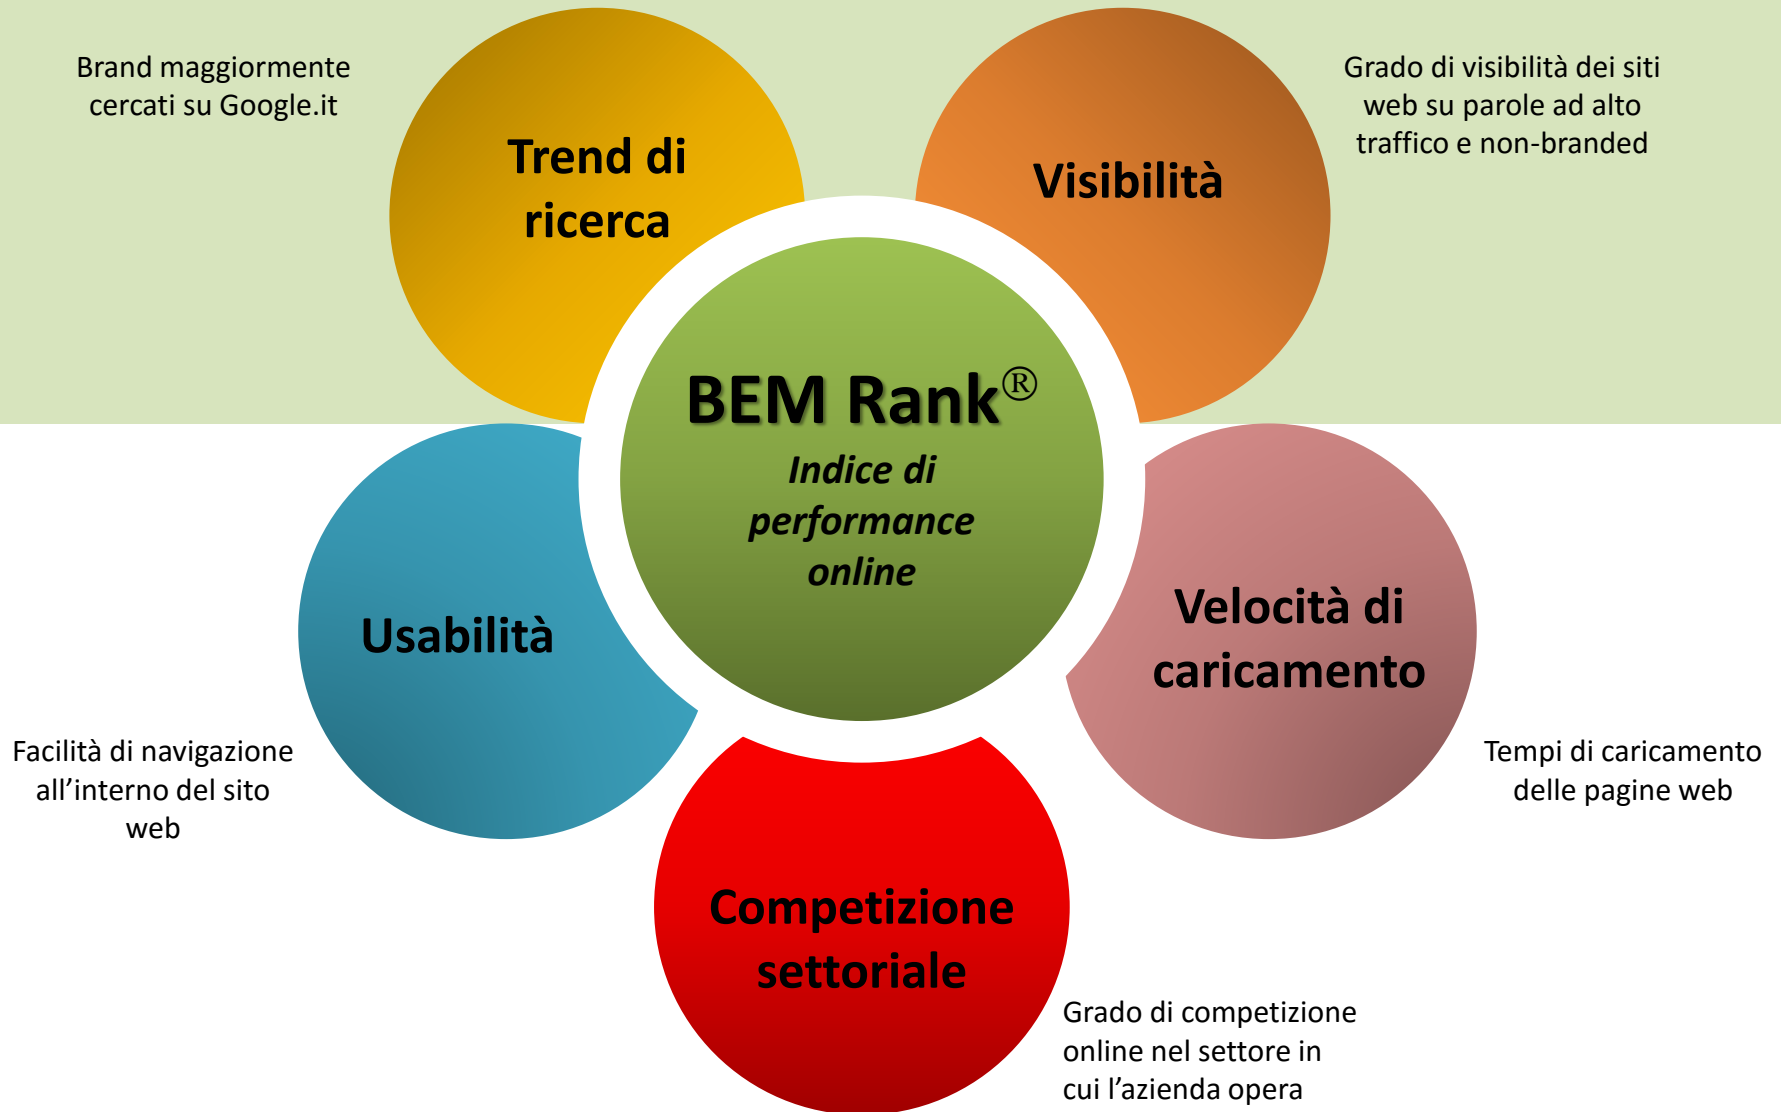 Brand maggiormente
cercati su Google.it
Trend di
ricerca
Visibilità
Grado di visibilità dei siti
web su parole ad alto
traffico e non-branded
BEM Rank®
Indice di
performance
online
Usabilità
Facilità di navigazione
all’interno del sito
web
Velocità di
caricamento
Tempi di caricamento
delle pagine web
Competizione
settoriale
Grado di competizione
online nel settore in
cui l’azienda opera